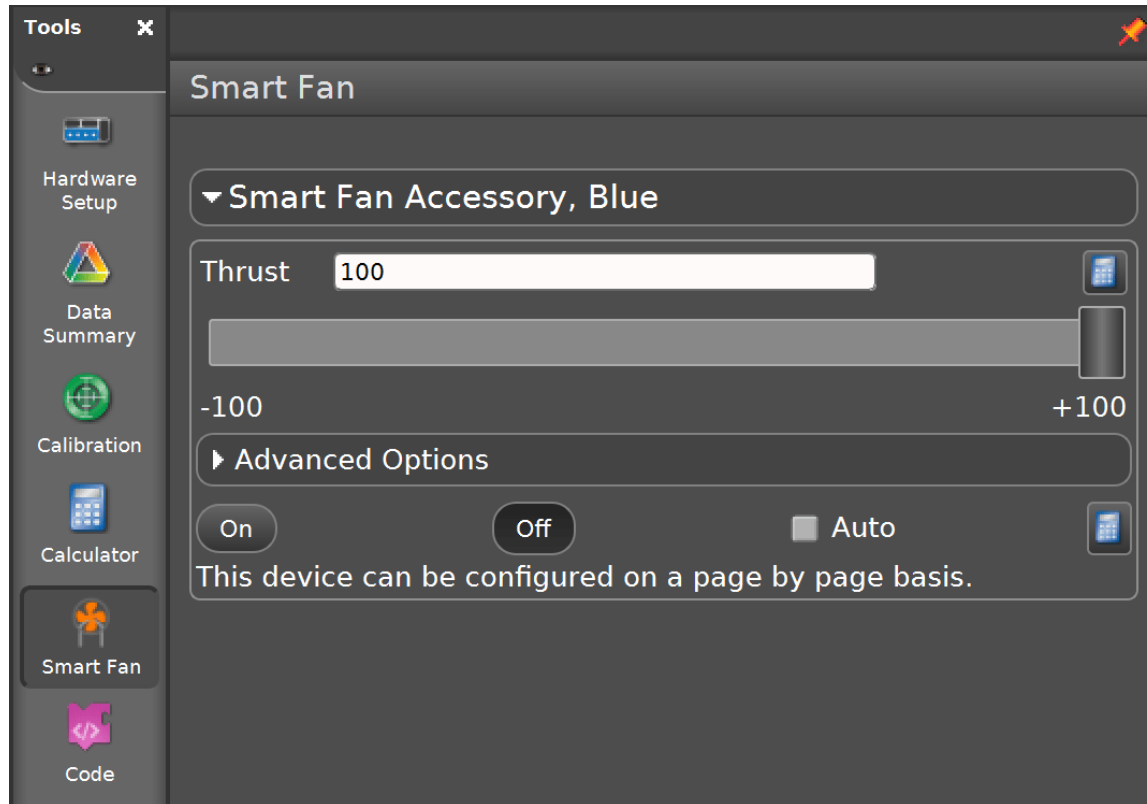 Tools
Smart Fan
Hardware
Setup
Smart Fan Accessory, Blue
Thrust 100
Data
Summary
-100 +100
Calibration
Advanced Options
On Off Auto
Calculator
This device can be configured on a page by page basis.
Smart Fan
</>
Code